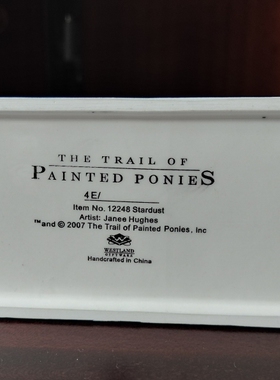 THE TRAIL OF
PAINTED PONIES
4E/
Item No. 12248 Stardust
Artist: Janee Hughes
™and © 2007 The Trail of Painted Ponies, Inc
WESTLAND
GIFTWARE
Handcrafted in China